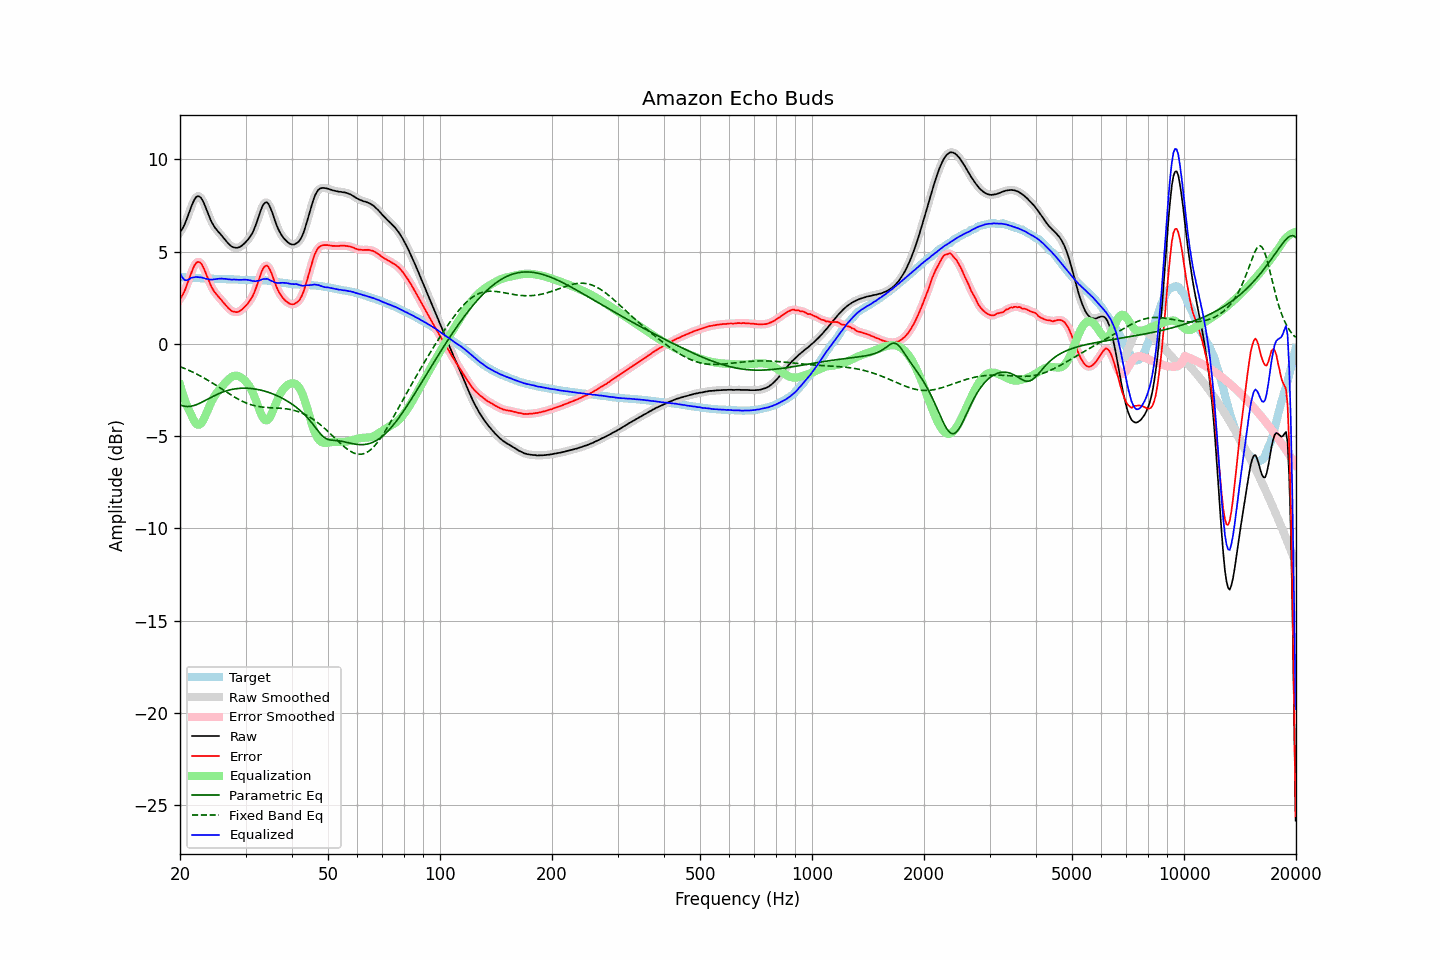 Amazon Echo Buds
Amplitude (dBr)
10
5
0
−5
−10
−15
−20
−25
Target
Raw Smoothed
Error Smoothed
Raw
Error
Equalization
Parametric Eq
Fixed Band Eq
Equalized
20 50 100 200 500 1000 2000 5000 10000 20000
Frequency (Hz)